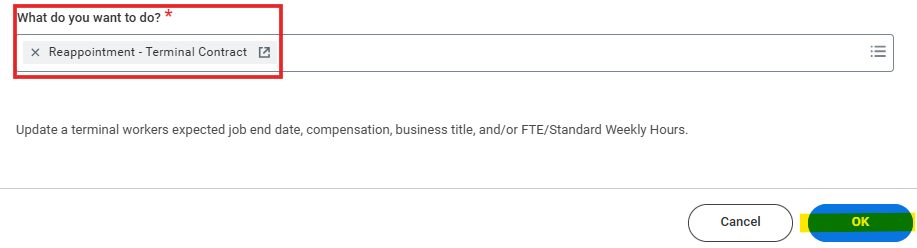 What do you want to do? *
× Reappointment - Terminal Contract
Update a terminal workers expected job end date, compensation, business title, and/or FTE/Standard Weekly Hours.
Cancel
OK